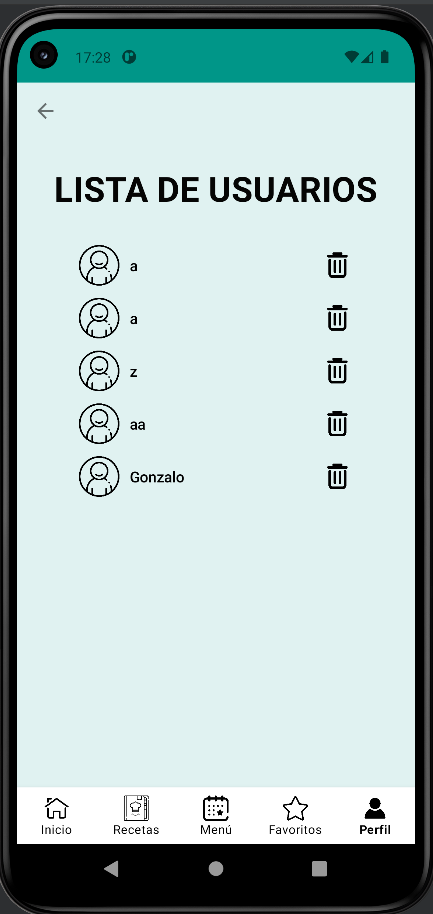 17:28
LISTA DE USUARIOS
a
a
z
aa
Gonzalo
Inicio Recetas Menú Favoritos Perfil